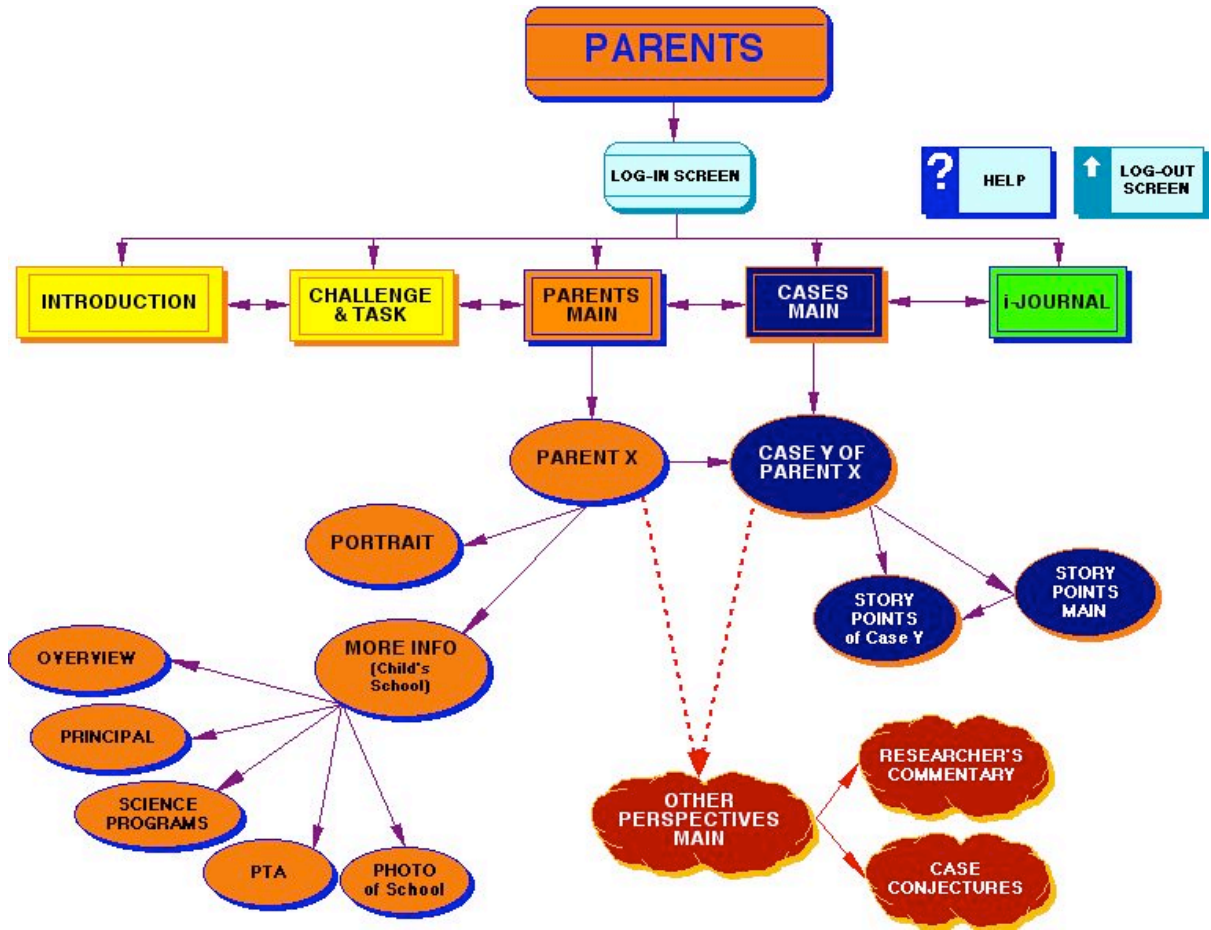 PARENTS
LOG-IN SCREEN
?
HELP
LOG-OUT
SCREEN
INTRODUCTION
CHALLENGE
& TASK
PARENTS
MAIN
CASES
MAIN
i-JOURNAL
PARENT X
CASE Y OF
PARENT X
PORTRAIT
STORY
POINTS
of Case Y
STORY
POINTS
MAIN
MORE INFO
(Child's
School)
OVERVIEW
PRINCIPAL
SCIENCE
PROGRAMS
PTA
PHOTO
of School
OTHER
PERSPECTIVES
MAIN
RESEARCHER'S
COMMENTARY
CASE
CONJECTURES